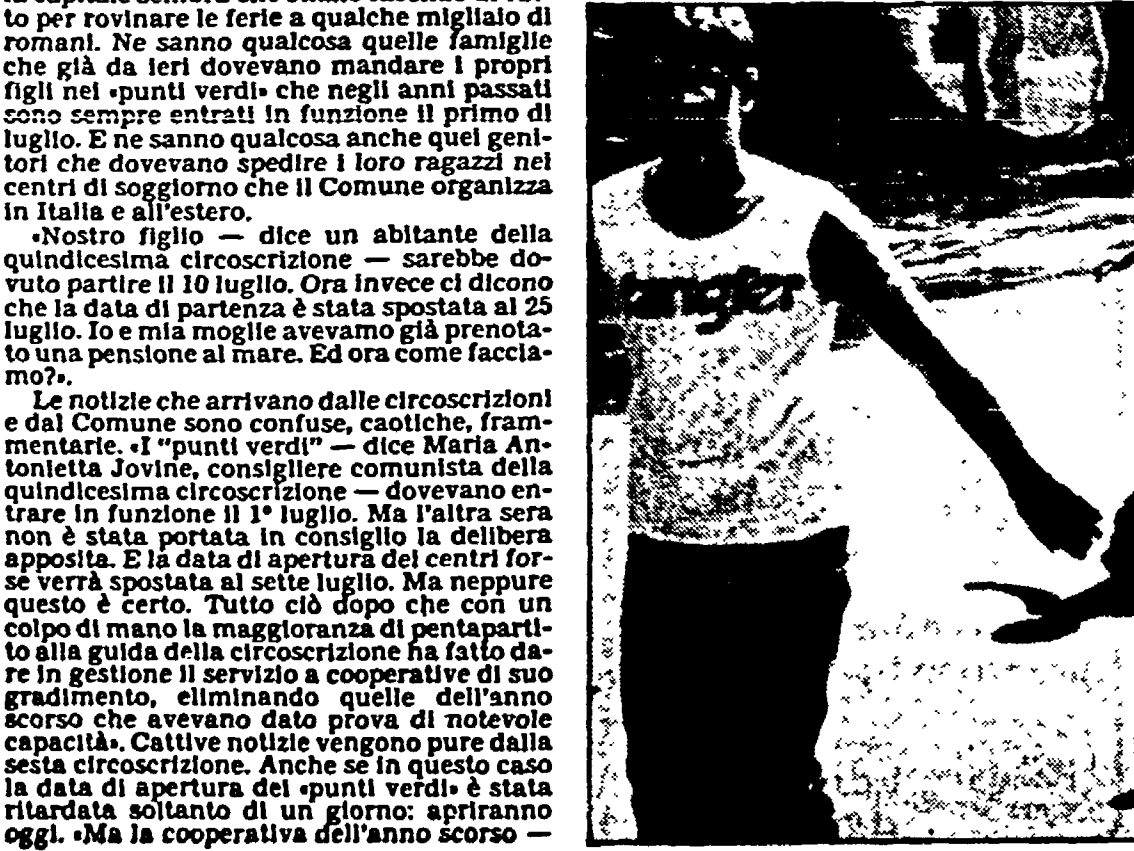 to per rovinare le ferie a qualche migliaio di
romani. Ne sanno qualcosa quelle famiglie
che già da ieri dovevano mandare i propri
figli nei «punti verdi» che negli anni passati
sono sempre entrati in funzione il primo di
luglio. E ne sanno qualcosa anche quei geni-
tori che dovevano spedire i loro ragazzi nei
centri di soggiorno che il Comune organizza
in Italia e all'estero.
«Nostro figlio — dice un abitante della
quindicesima circoscrizione — sarebbe do-
vuto partire il 10 luglio. Ora invece ci dicono
che la data di partenza è stata spostata al 25
luglio. Io e mia moglie avevamo già prenota-
to una pensione al mare. Ed ora come faccia-
mo?».
Le notizie che arrivano dalle circoscrizioni
e dal Comune sono confuse, caotiche, fram-
mentarie. «I "punti verdi" — dice Maria An-
tonietta Jovine, consigliere comunista della
quindicesima circoscrizione — dovevano en-
trare in funzione il 1° luglio. Ma l'altra sera
non è stata portata in consiglio la delibera
apposita. E la data di apertura dei centri for-
se verrà spostata al sette luglio. Ma neppure
questo è certo. Tutto ciò dopo che con un
colpo di mano la maggioranza di pentaparti-
to alla guida della circoscrizione ha fatto da-
re in gestione il servizio a cooperative di suo
gradimento, eliminando quelle dell'anno
scorso che avevano dato prova di notevole
capacità». Cattive notizie vengono pure dalla
sesta circoscrizione. Anche se in questo caso
la data di apertura dei «punti verdi» è stata
ritardata soltanto di un giorno: apriranno
oggi. «Ma la cooperativa dell'anno scorso —